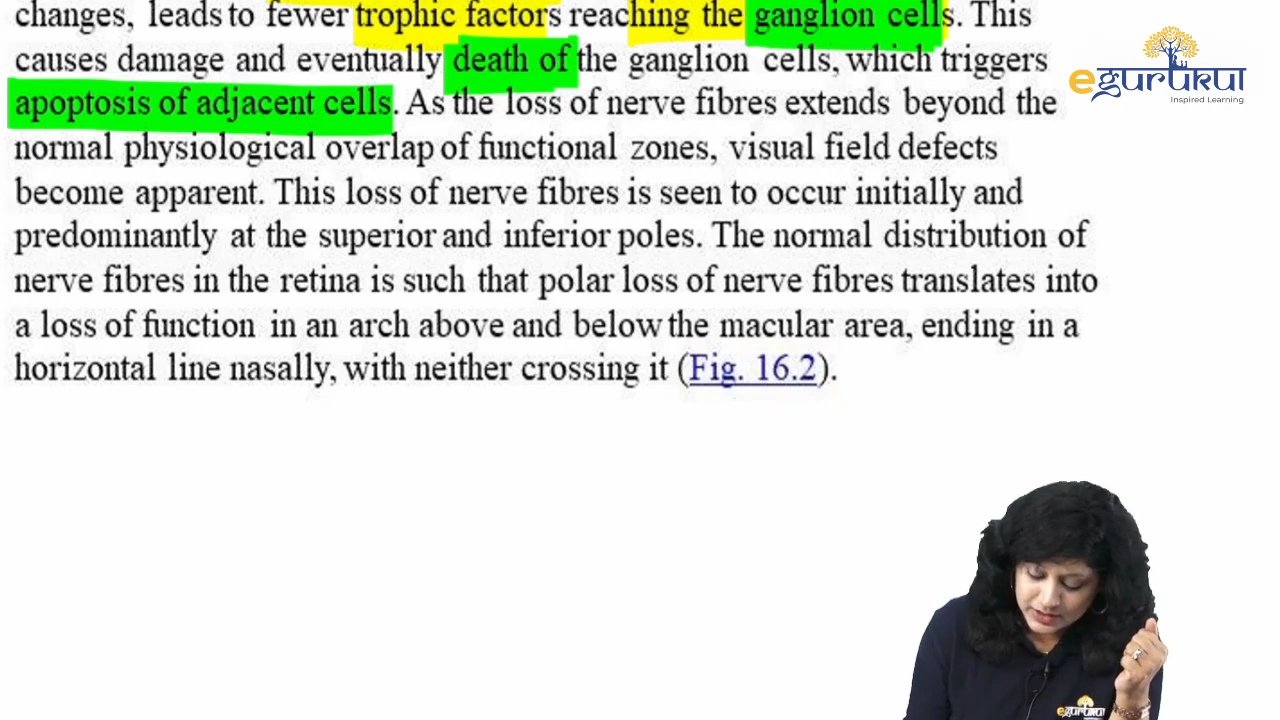 changes, leads to fewer trophic factors reaching the ganglion cells. This
causes damage and eventually death of the ganglion cells, which triggers
apoptosis of adjacent cells. As the loss of nerve fibres extends beyond the
normal physiological overlap of functional zones, visual field defects
become apparent. This loss of nerve fibres is seen to occur initially and
predominantly at the superior and inferior poles. The normal distribution of
nerve fibres in the retina is such that polar loss of nerve fibres translates into
a loss of function in an arch above and below the macular area, ending in a
horizontal line nasally, with neither crossing it (Fig. 16.2).
egurukul
Inspired Learning
egurukul